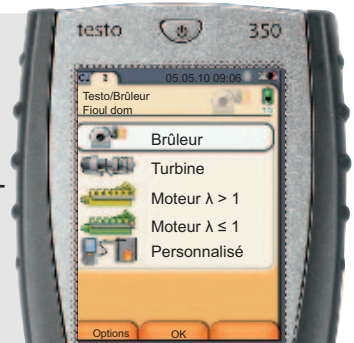 testo 350
2 05.05.10 09:06
Testo/Brûleur
Fioul dom
Brûleur
Turbine
Moteur λ > 1
Moteur λ ≤ 1
Personnalisé
Options OK